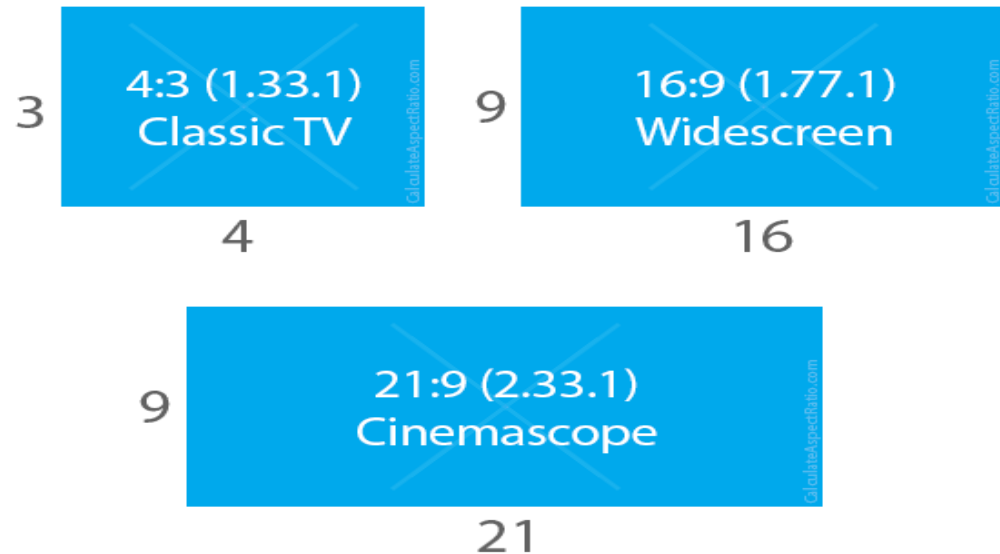 3
4:3 (1.33.1)
Classic TV
CalculateAspectRatio.com
4
9
16:9 (1.77.1)
Widescreen
CalculateAspectRatio.com
16
9
21:9 (2.33.1)
Cinemascope
CalculateAspectRatio.com
21